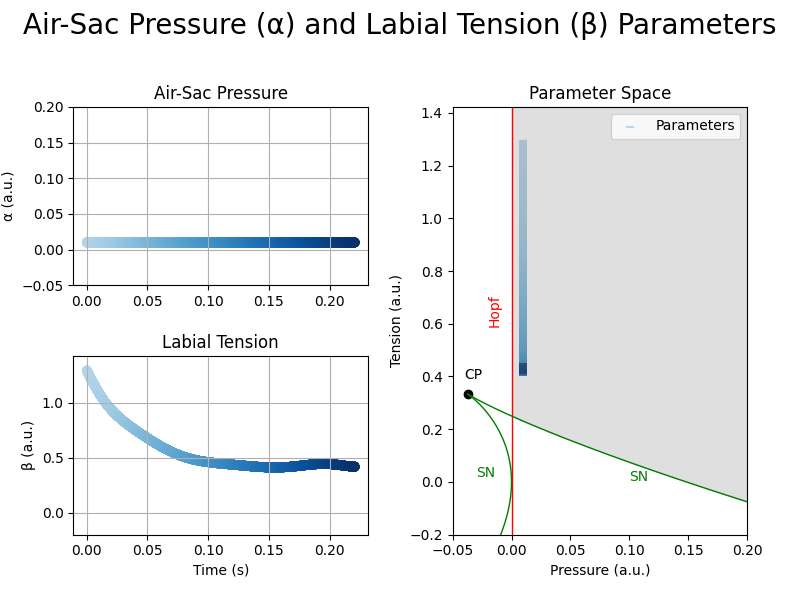 Air-Sac Pressure (α) and Labial Tension (β) Parameters
Air-Sac Pressure
α (a.u.)
0.20
0.15
0.10
0.05
0.00
−0.05
0.00 0.05 0.10 0.15 0.20
Labial Tension
β (a.u.)
1.0
0.5
0.0
0.00 0.05 0.10 0.15 0.20
Time (s)
Parameter Space
Tension (a.u.)
1.4
1.2
1.0
0.8
0.6
0.4
0.2
0.0
−0.2
Parameters
Hopf
CP
SN
SN
−0.05 0.00 0.05 0.10 0.15 0.20
Pressure (a.u.)